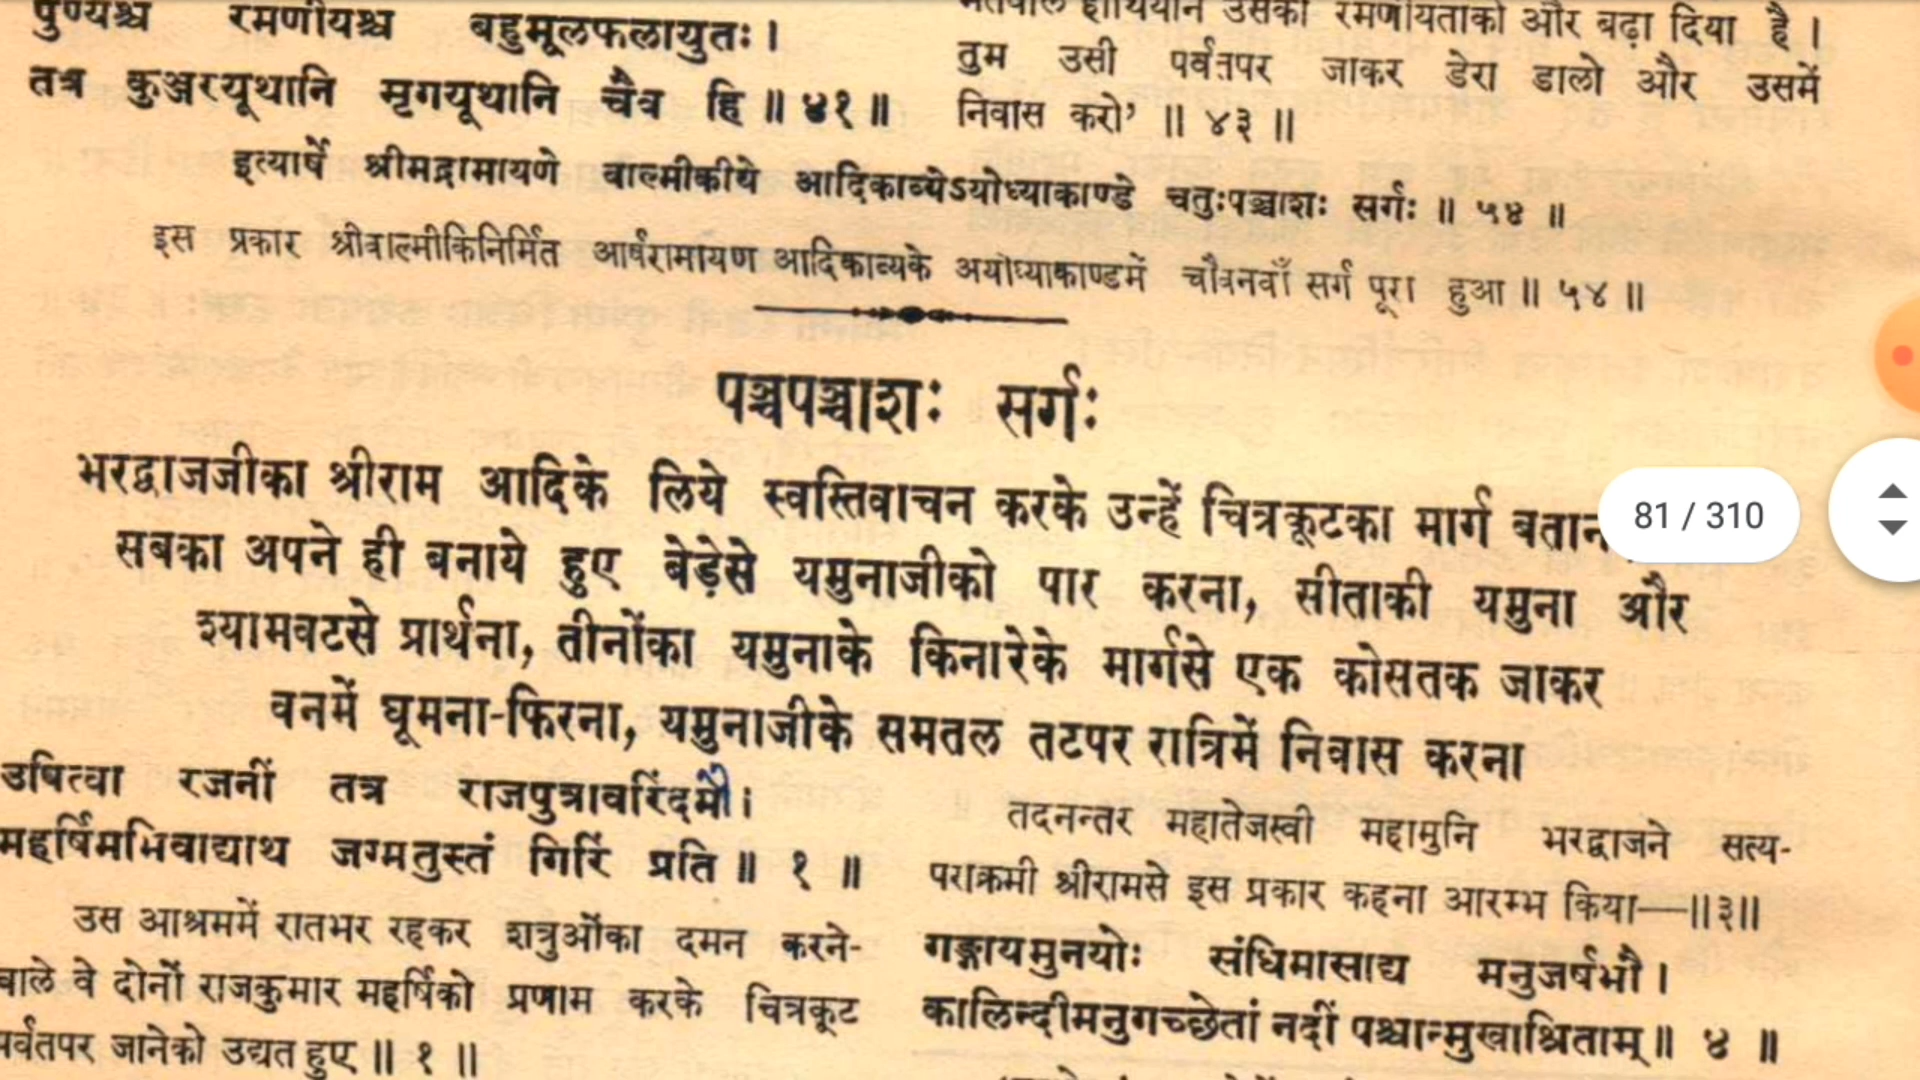 पुण्यश्च रमणीयश्च बहुमूलफलायुतः।
तत्र कुञ्जरयूथानि मृगयूथानि चैव हि ॥ ४१ ॥
उसकी रमणीयताको और बढ़ा दिया है।
तुम उसी पर्वतपर जाकर डेरा डालो और उसमें
निवास करो’ ॥ ४३ ॥
इत्यार्षे श्रीमद्रामायणे वाल्मीकीये आदिकाव्येऽयोध्याकाण्डे चतुःपञ्चाशः सर्गः ॥ ५४ ॥
इस प्रकार श्रीवाल्मीकिनिर्मित आर्षरामायण आदिकाव्यके अयोध्याकाण्डमें चौवनवाँ सर्ग पूरा हुआ ॥ ५४ ॥
पञ्चपञ्चाशः सर्गः
भरद्वाजजीका श्रीराम आदिके लिये स्वस्तिवाचन करके उन्हें चित्रकूटका मार्ग
सबका अपने ही बनाये हुए बेड़ेसे यमुनाजीको पार करना, सीताकी यमुना और
श्यामवटसे प्रार्थना, तीनोंका यमुनाके किनारेके मार्गसे एक कोसतक जाकर
वनमें घूमना-फिरना, यमुनाजीके समतल तटपर रात्रिमें निवास करना
81 / 310
उषित्वा रजनीं तत्र राजपुत्रावरिंदमौ।
महर्षिमभिवाद्याथ जग्मतुस्तं गिरिं प्रति ॥ १ ॥
उस आश्रममें रातभर रहकर शत्रुओंका दमन करने-
वाले वे दोनों राजकुमार महर्षिको प्रणाम करके चित्रकूट
पर्वतपर जानेको उद्यत हुए ॥ १ ॥
तदनन्तर महातेजस्वी महामुनि भरद्वाजने सत्य-
पराक्रमी श्रीरामसे इस प्रकार कहना आरम्भ किया—॥३॥
गङ्गायमुनयोः संधिमासाद्य मनुजर्षभौ।
कालिन्दीमनुगच्छेतां नदीं पश्चान्मुखाश्रिताम् ॥ ४ ॥